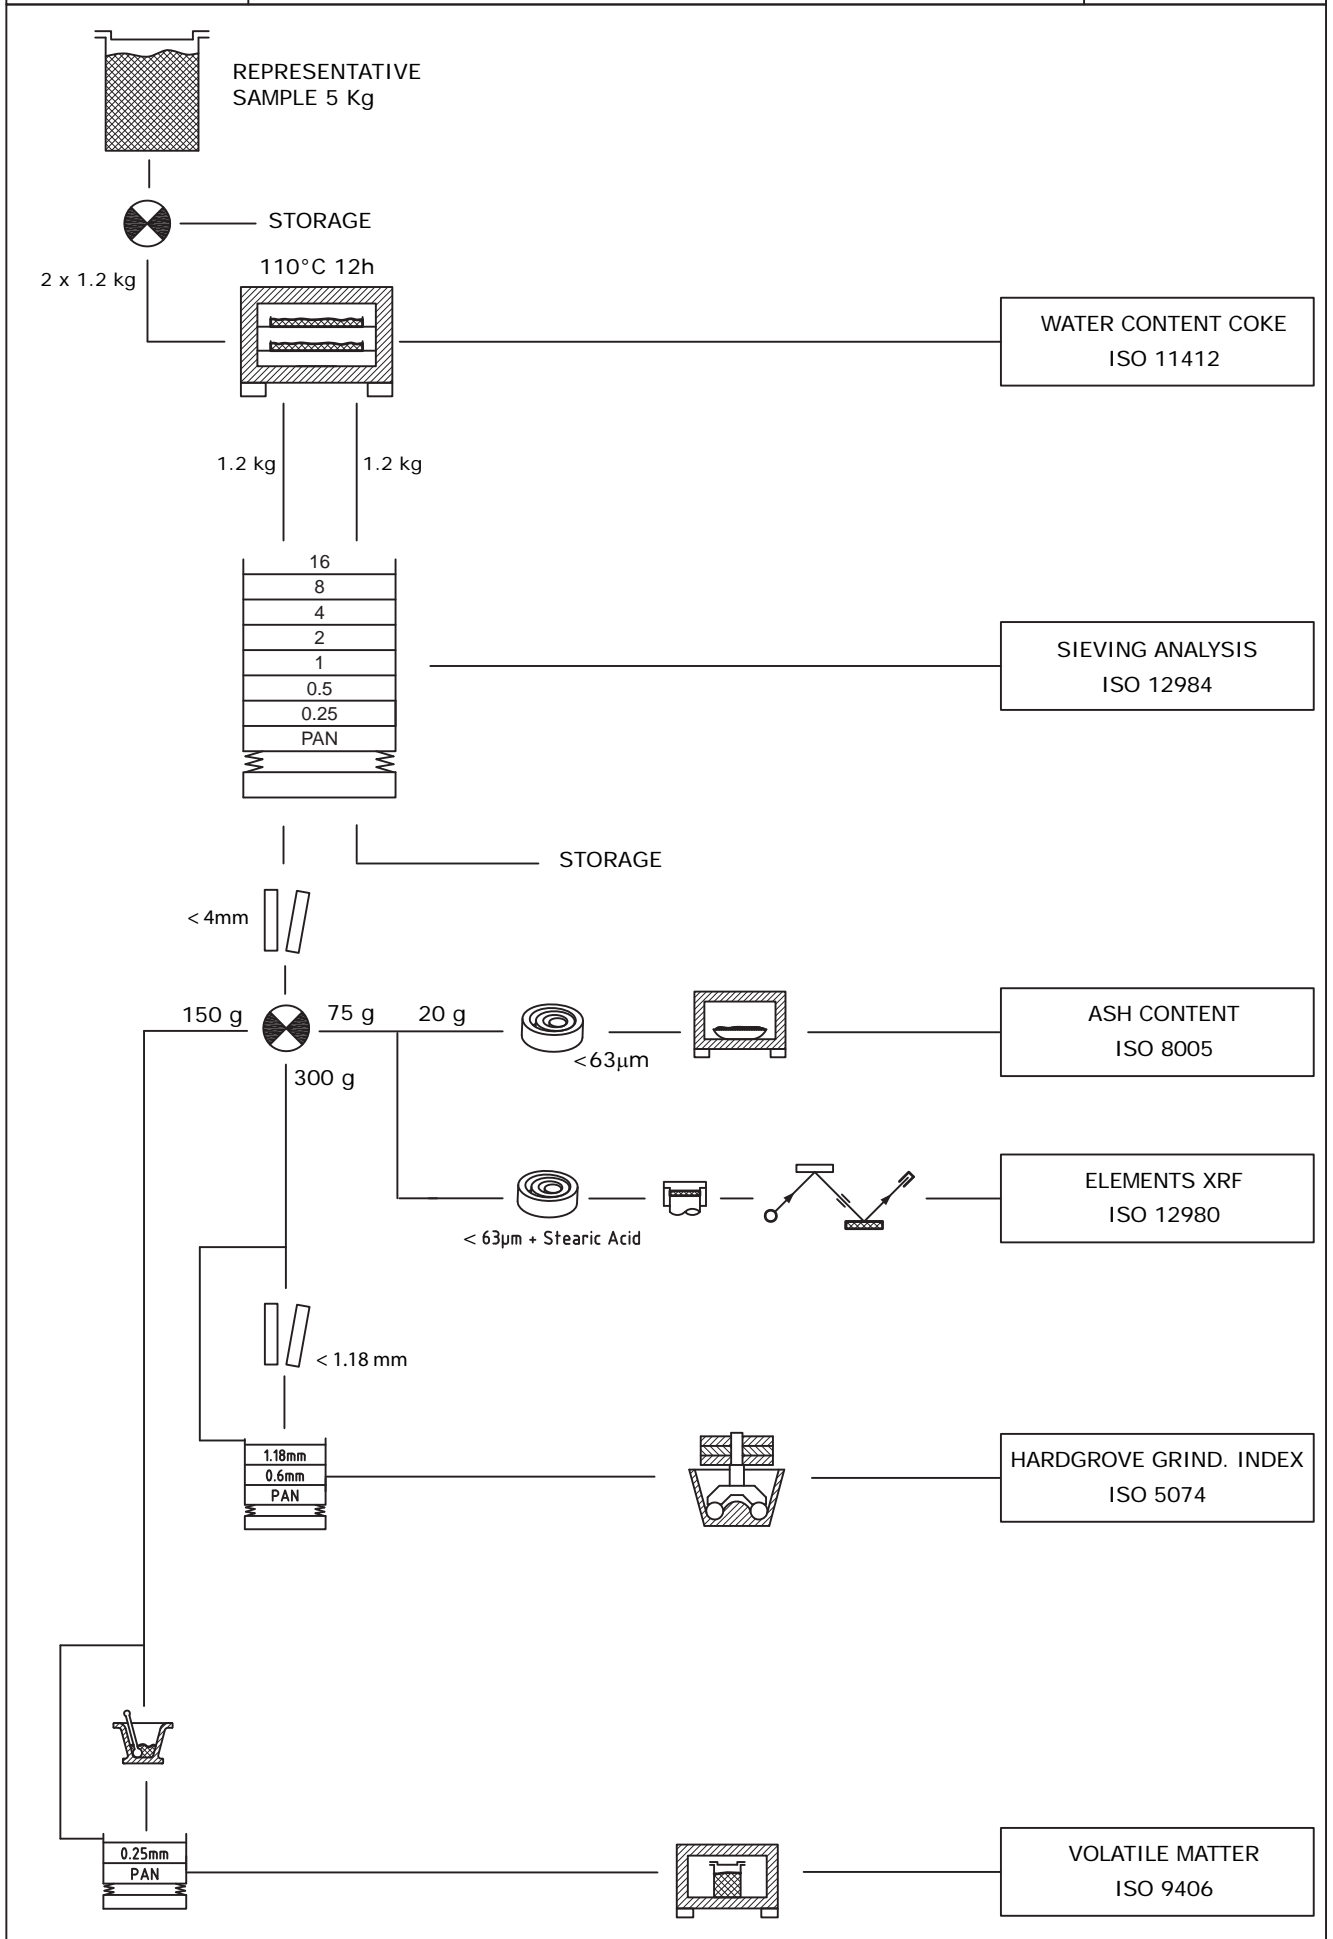 REPRESENTATIVE
SAMPLE 5 Kg
STORAGE
110°C 12h
2 x 1.2 kg
WATER CONTENT COKE
ISO 11412
1.2 kg
1.2 kg
16
8
4
2
1
0.5
0.25
PAN
SIEVING ANALYSIS
ISO 12984
STORAGE
< 4mm
150 g
75 g
20 g
<63µm
300 g
ASH CONTENT
ISO 8005
< 63µm + Stearic Acid
ELEMENTS XRF
ISO 12980
< 1.18 mm
1.18mm
0.6mm
PAN
HARDGROVE GRIND. INDEX
ISO 5074
0.25mm
PAN
VOLATILE MATTER
ISO 9406